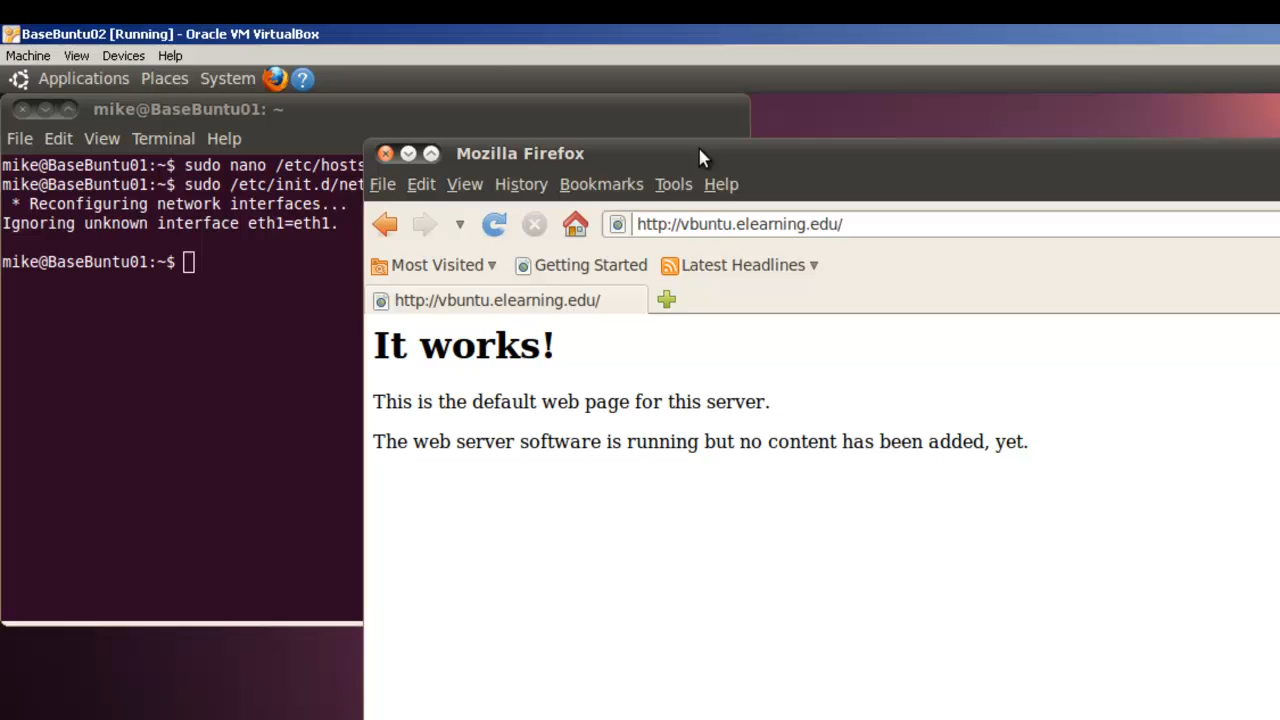 BaseBuntu02 [Running] - Oracle VM VirtualBox
Machine View Devices Help
Applications Places System ?
mike@BaseBuntu01: ~
File Edit View Terminal Help
mike@BaseBuntu01:~$ sudo nano /etc/hosts
mike@BaseBuntu01:~$ sudo /etc/init.d/net
* Reconfiguring network interfaces...
Ignoring unknown interface eth1=eth1.
mike@BaseBuntu01:~$
Mozilla Firefox
File Edit View History Bookmarks Tools Help
http://vbuntu.elearning.edu/
Most Visited Getting Started Latest Headlines
http://vbuntu.elearning.edu/
It works!
This is the default web page for this server.
The web server software is running but no content has been added, yet.